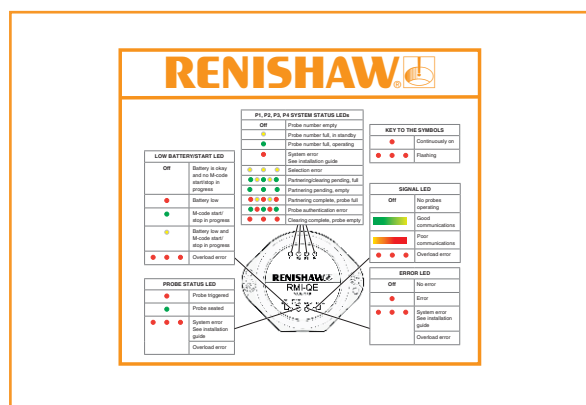 RENISHAW
P1, P2, P3, P4 SYSTEM STATUS LEDs
Off Probe number empty
Probe number full, in standby
Probe number full, operating
System error
See installation guide
Selection error
Partnering/clearing pending, full
Partnering pending, empty
Partnering complete, probe full
Probe authentication error
Clearing complete, probe empty
KEY TO THE SYMBOLS
Continuously on
Flashing
LOW BATTERY/START LED
Off Battery is okay
and no M-code
start/stop in
progress
Battery low
M-code start/
stop in progress
Battery low and
M-code start/
stop in progress
Overload error
SIGNAL LED
Off No probes
operating
Good
communications
Poor
communications
Overload error
RENISHAW
RMI-QE
PROBE STATUS LED
Probe triggered
Probe seated
System error
See installation
guide
Overload error
ERROR LED
Off No error
Error
System error
See installation
guide
Overload error